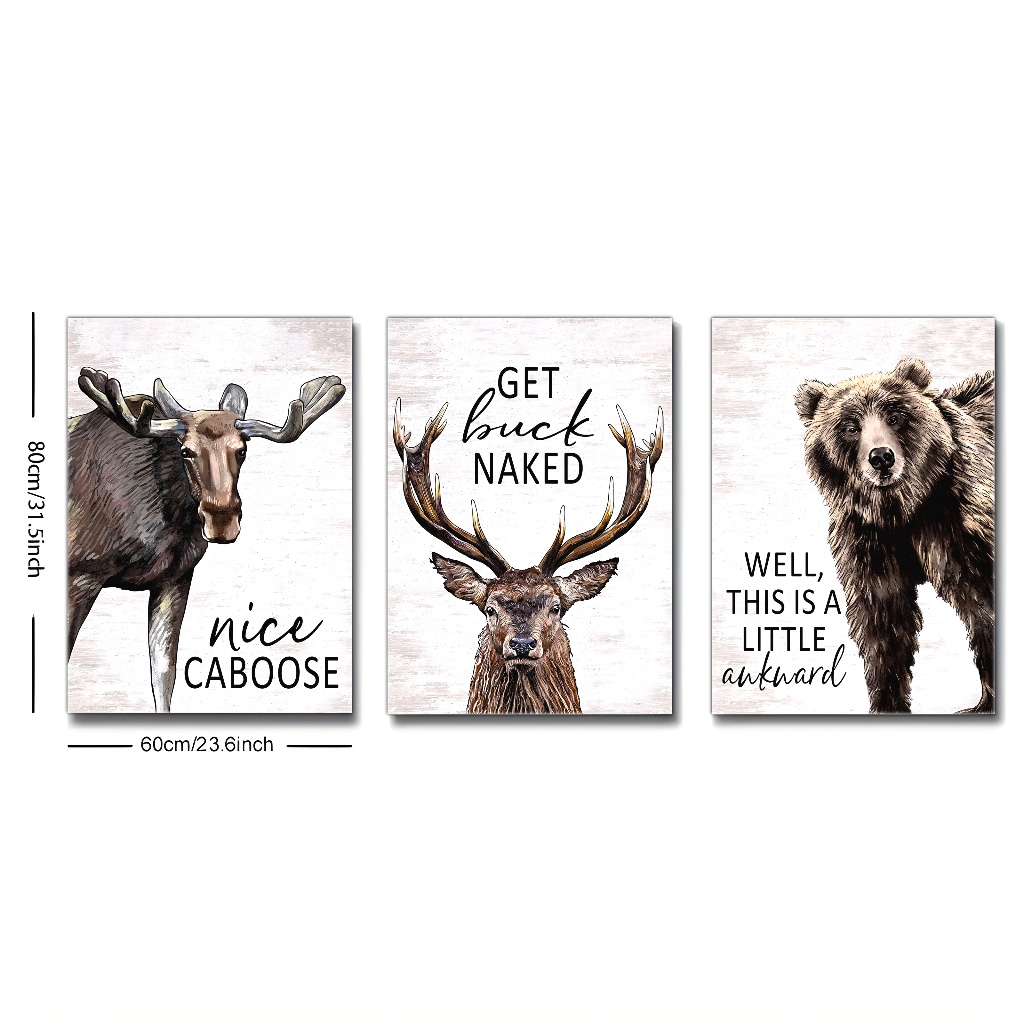 80cm/31.5inch
nice
CABOOSE
60cm/23.6inch
GET
buck
NAKED
WELL,
THIS IS A
LITTLE
awkward